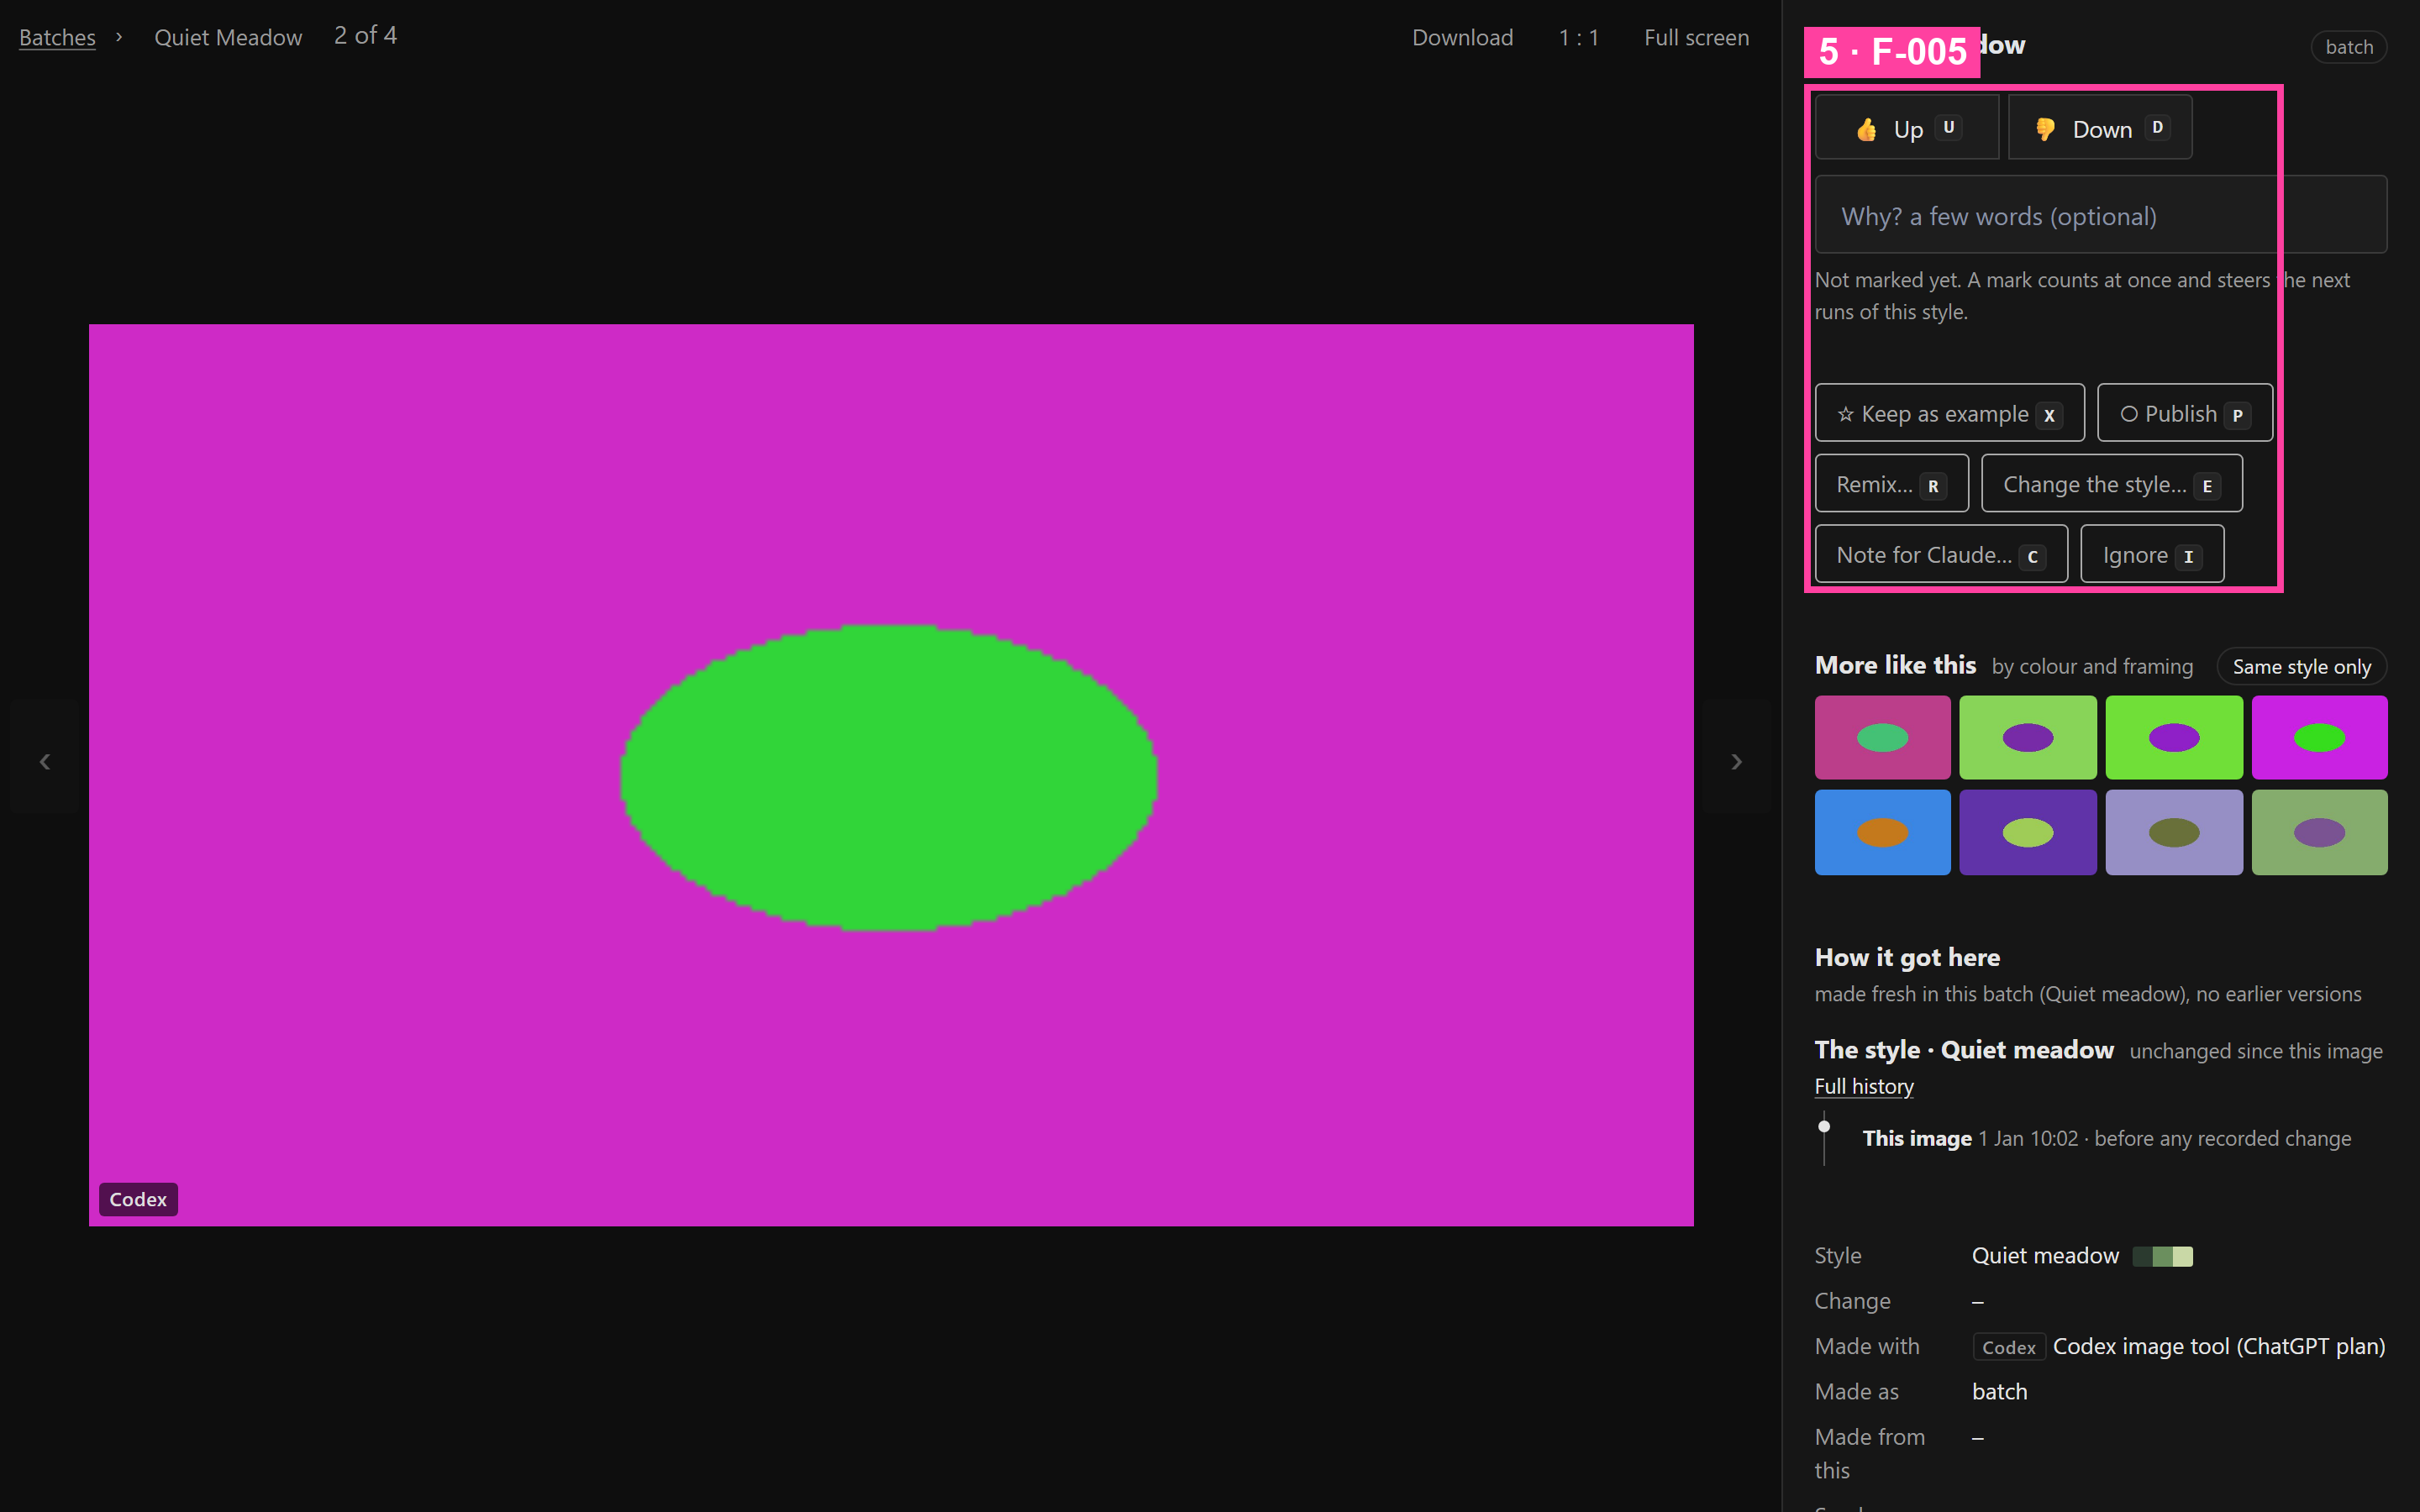 Batches › Quiet Meadow 2 of 4
Download 1 : 1 Full screen
5 · F-005
batch
👍 Up U 👎 Down D
Why? a few words (optional)
Not marked yet. A mark counts at once and steers the next
runs of this style.
☆ Keep as example X ○ Publish P
Remix... R Change the style... E
Note for Claude... C Ignore I
More like this by colour and framing Same style only
‹ ›
How it got here
made fresh in this batch (Quiet meadow), no earlier versions
The style · Quiet meadow unchanged since this image
Full history
This image 1 Jan 10:02 · before any recorded change
Codex
Style Quiet meadow
Change –
Made with Codex Codex image tool (ChatGPT plan)
Made as batch
Made from this –